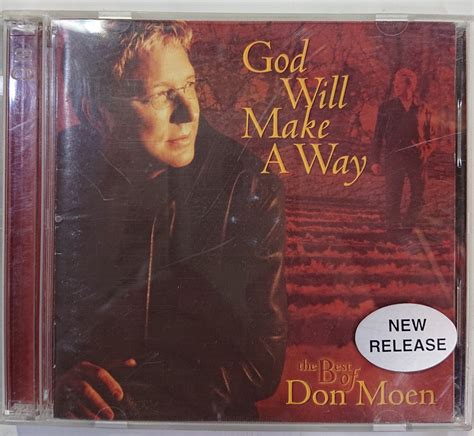 God
Will
Make
A Way
NEW
RELEASE
the Best of
Don Moen